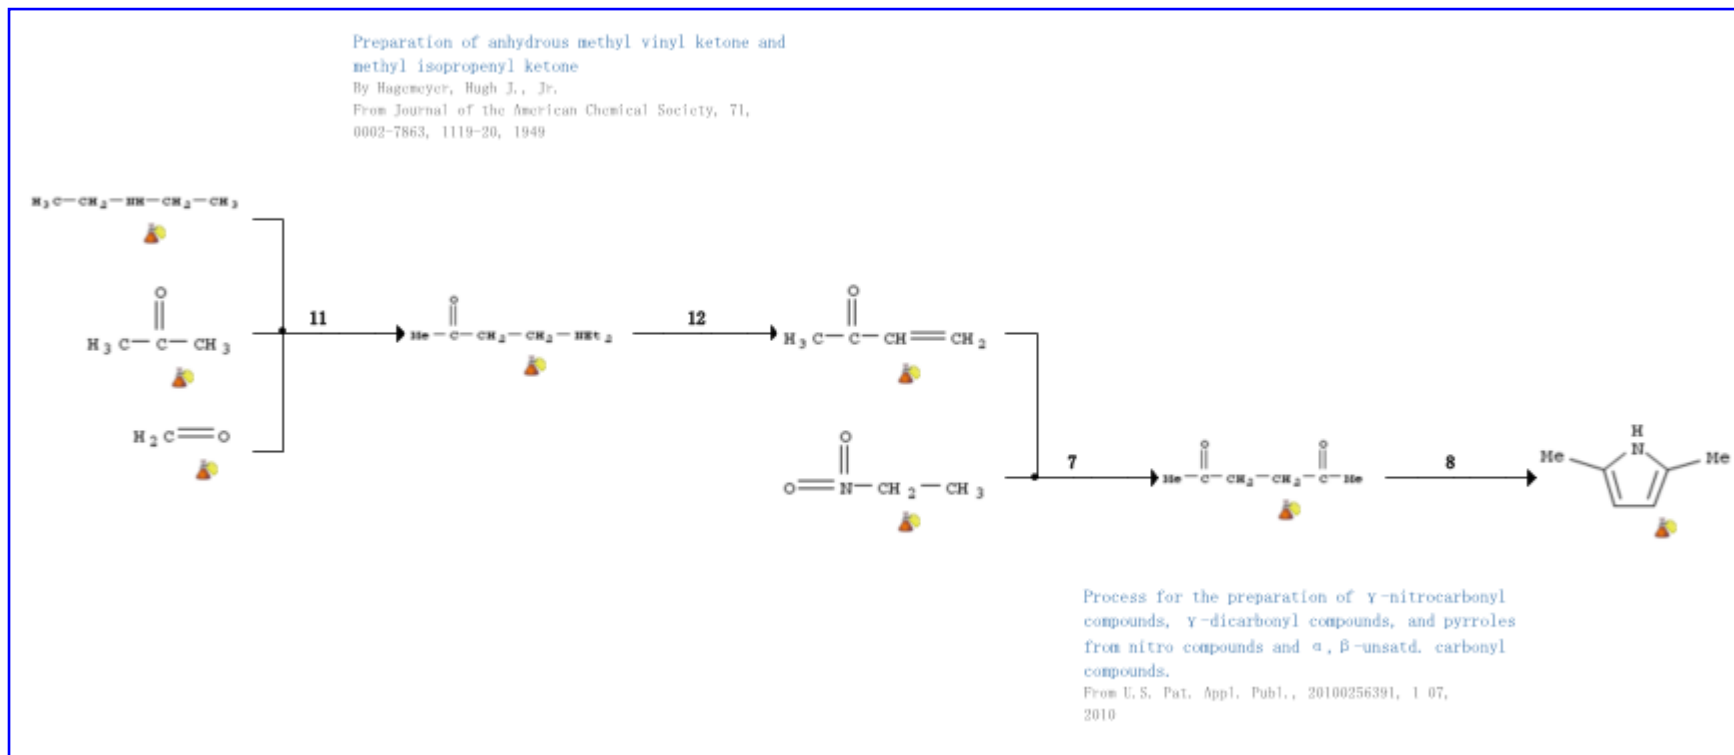 Preparation of anhydrous methyl vinyl ketone and
methyl isopropenyl ketone
By Hagemeyer, Hugh J., Jr.
From Journal of the American Chemical Society, 71,
0002-7863, 1119-20, 1949
H3C-CH2-NH-CH2-CH3
O
H3C-C-CH3
H2C=O
11
O
Me-C-CH2-CH2-NEt2
12
O
H3C-C-CH=CH2
O
O=N-CH2-CH3
7
O O
Me-C-CH2-CH2-C-Me
8
H
N
Me Me
Process for the preparation of γ-nitrocarbonyl
compounds, γ-dicarbonyl compounds, and pyrroles
from nitro compounds and α,β-unsatd. carbonyl
compounds.
From U.S. Pat. Appl. Publ., 20100256391, 1 07,
2010